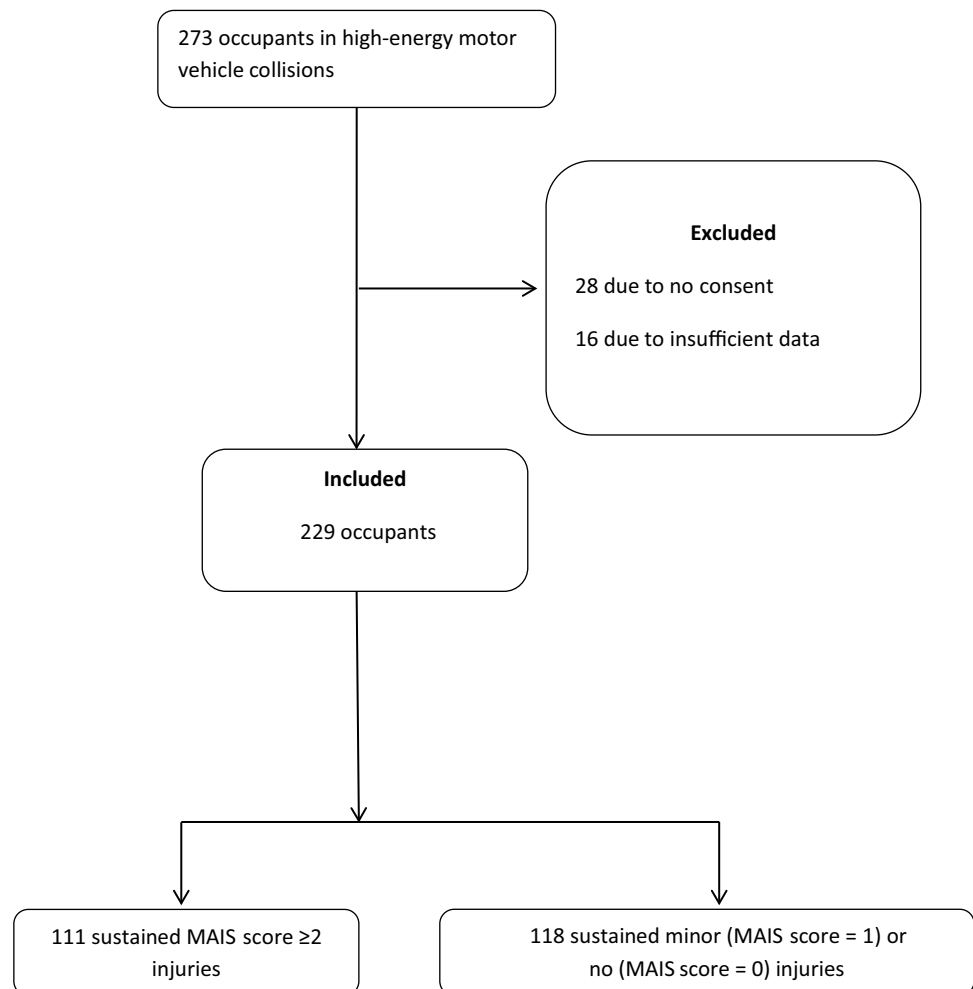 273 occupants in high-energy motor
vehicle collisions
Excluded
28 due to no consent
16 due to insufficient data
Included
229 occupants
111 sustained MAIS score ≥2
injuries
118 sustained minor (MAIS score = 1) or
no (MAIS score = 0) injuries